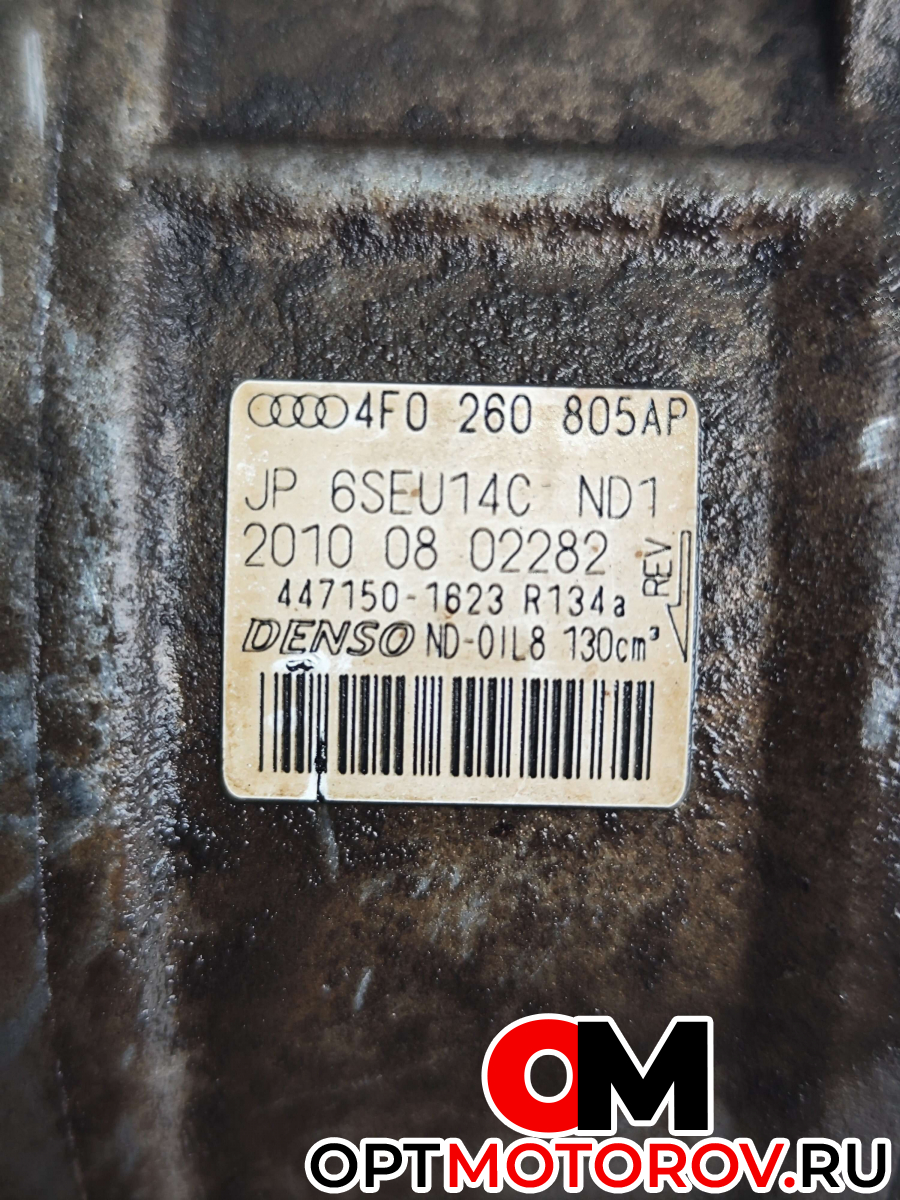 4F0 260 805AP
JP 6SEU14C ND1
2010 08 02282
REV
447150-1623 R134a
DENSO ND-OIL8 130cm³
OM
OPTMOTOROV.RU